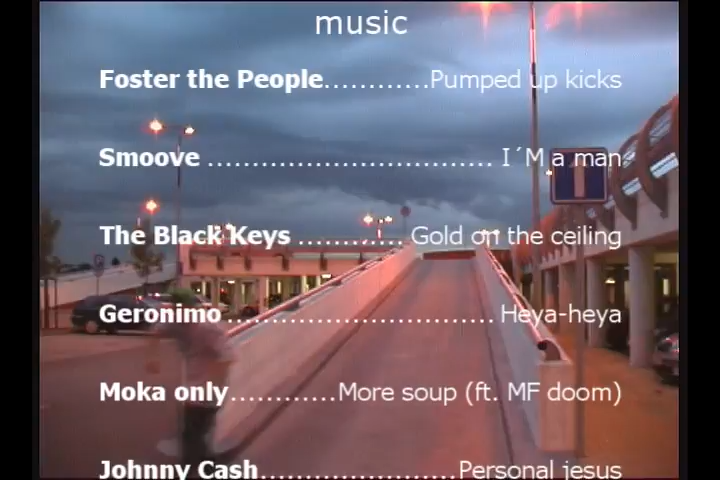 music
Foster the People............Pumped up kicks
Smoove ................................ I´M a man
The Black Keys ............ Gold on the ceiling
Geronimo.............................. Heya-heya
Moka only............More soup (ft. MF doom)
Johnny Cash......................Personal jesus